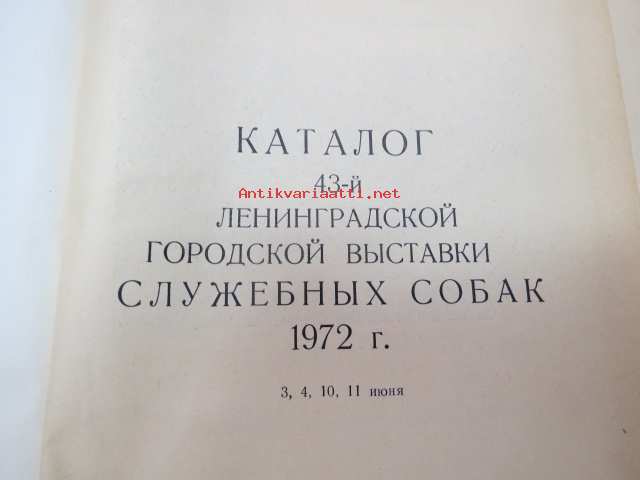 КАТАЛОГ
43-й
Antikvariaatti.net
ЛЕНИНГРАДСКОЙ
ГОРОДСКОЙ ВЫСТАВКИ
СЛУЖЕБНЫХ СОБАК
1972 г.
3, 4, 10, 11 июня